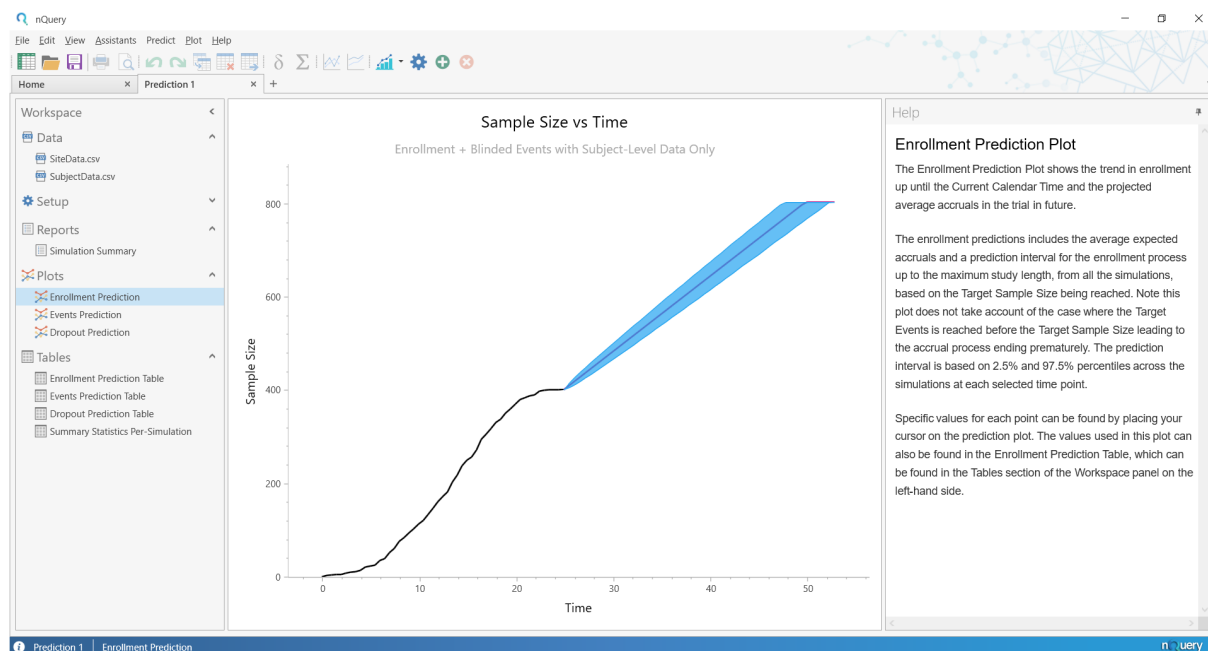 nQuery
File Edit View Assistants Predict Plot Help
Home × Prediction 1 × +
Workspace
Data
SiteData.csv
SubjectData.csv
Setup
Reports
Simulation Summary
Plots
Enrollment Prediction
Events Prediction
Dropout Prediction
Tables
Enrollment Prediction Table
Events Prediction Table
Dropout Prediction Table
Summary Statistics Per-Simulation
Sample Size vs Time
Enrollment + Blinded Events with Subject-Level Data Only
Sample Size
800
600
400
200
0
0 10 20 30 40 50
Time
Help
Enrollment Prediction Plot
The Enrollment Prediction Plot shows the trend in enrollment
up until the Current Calendar Time and the projected
average accruals in the trial in future.
The enrollment predictions includes the average expected
accruals and a prediction interval for the enrollment process
up to the maximum study length, from all the simulations,
based on the Target Sample Size being reached. Note this
plot does not take account of the case where the Target
Events is reached before the Target Sample Size leading to
the accrual process ending prematurely. The prediction
interval is based on 2.5% and 97.5% percentiles across the
simulations at each selected time point.
Specific values for each point can be found by placing your
cursor on the prediction plot. The values used in this plot can
also be found in the Enrollment Prediction Table, which can
be found in the Tables section of the Workspace panel on the
left-hand side.
Prediction 1 | Enrollment Prediction
nQuery